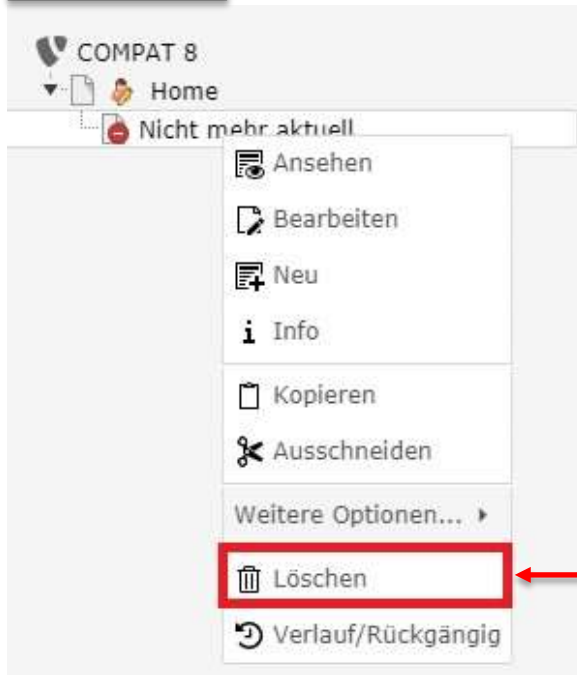 COMPAT 8
Home
Nicht mehr aktuell
Ansehen
Bearbeiten
Neu
Info
Kopieren
Ausschneiden
Weitere Optionen...
Löschen
Verlauf/Rückgängig